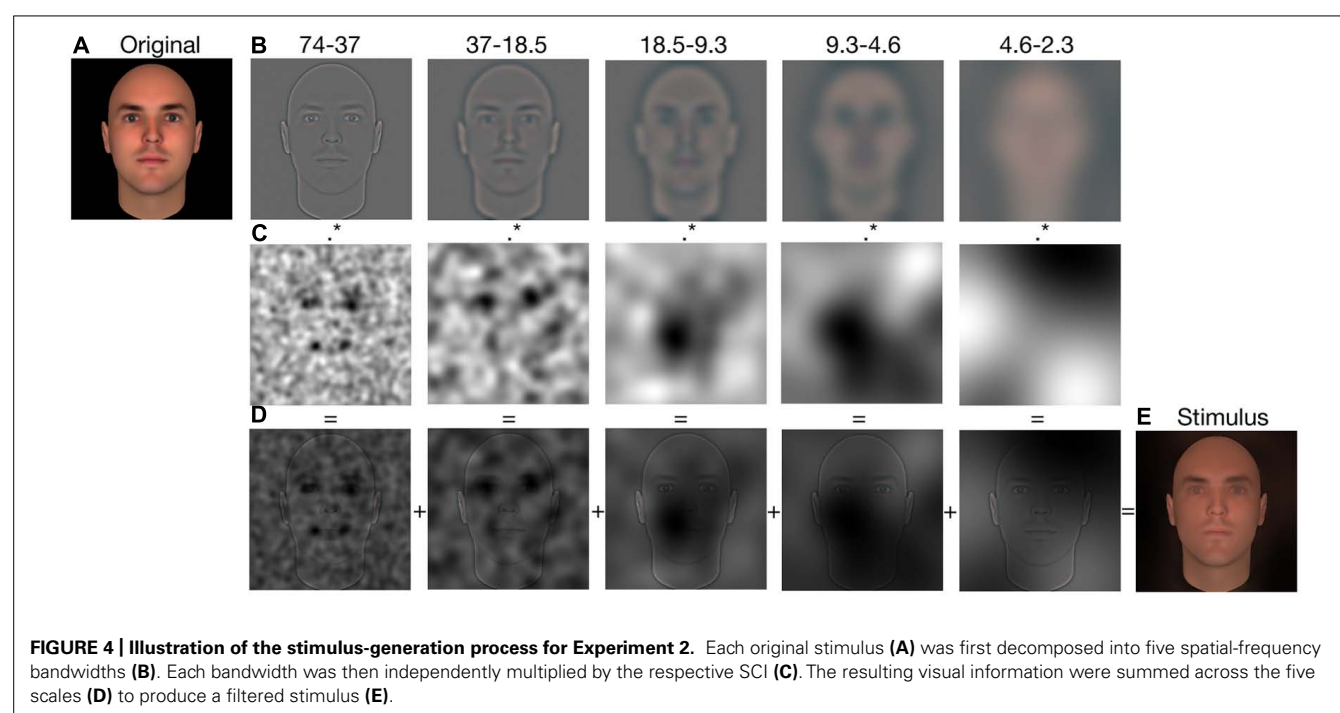 A Original B 74-37 37-18.5 18.5-9.3 9.3-4.6 4.6-2.3
C .* .* .* .* .*
D = = = = = E Stimulus
+ + + + =
FIGURE 4 | Illustration of the stimulus-generation process for Experiment 2. Each original stimulus (A) was first decomposed into five spatial-frequency
bandwidths (B). Each bandwidth was then independently multiplied by the respective SCI (C). The resulting visual information were summed across the five
scales (D) to produce a filtered stimulus (E).